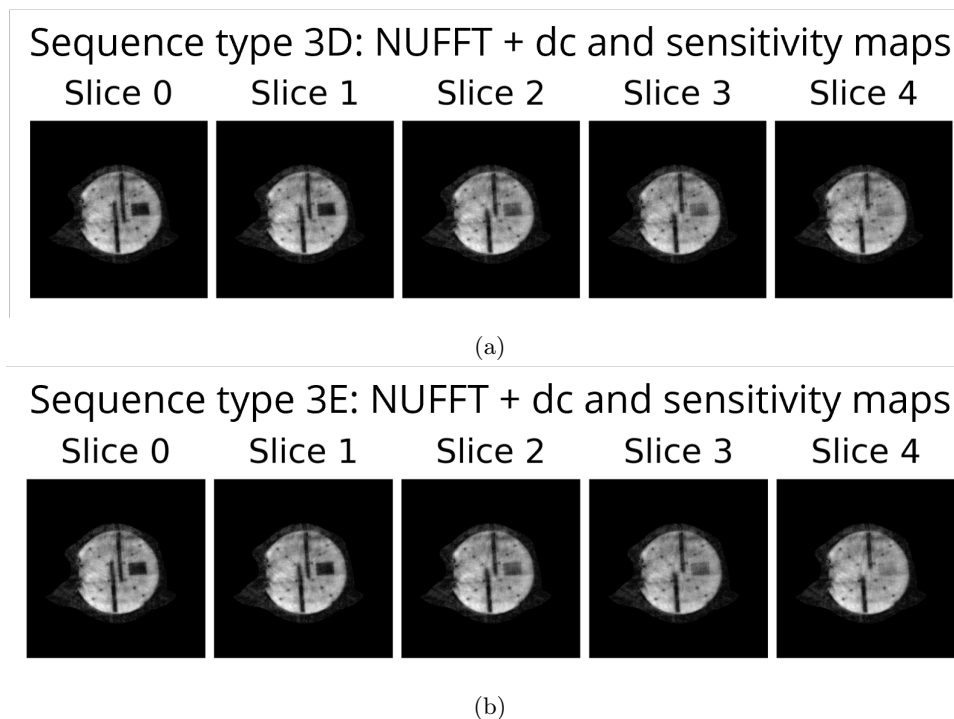 Sequence type 3D: NUFFT + dc and sensitivity maps
Slice 0 Slice 1 Slice 2 Slice 3 Slice 4
(a)
Sequence type 3E: NUFFT + dc and sensitivity maps
Slice 0 Slice 1 Slice 2 Slice 3 Slice 4
(b)